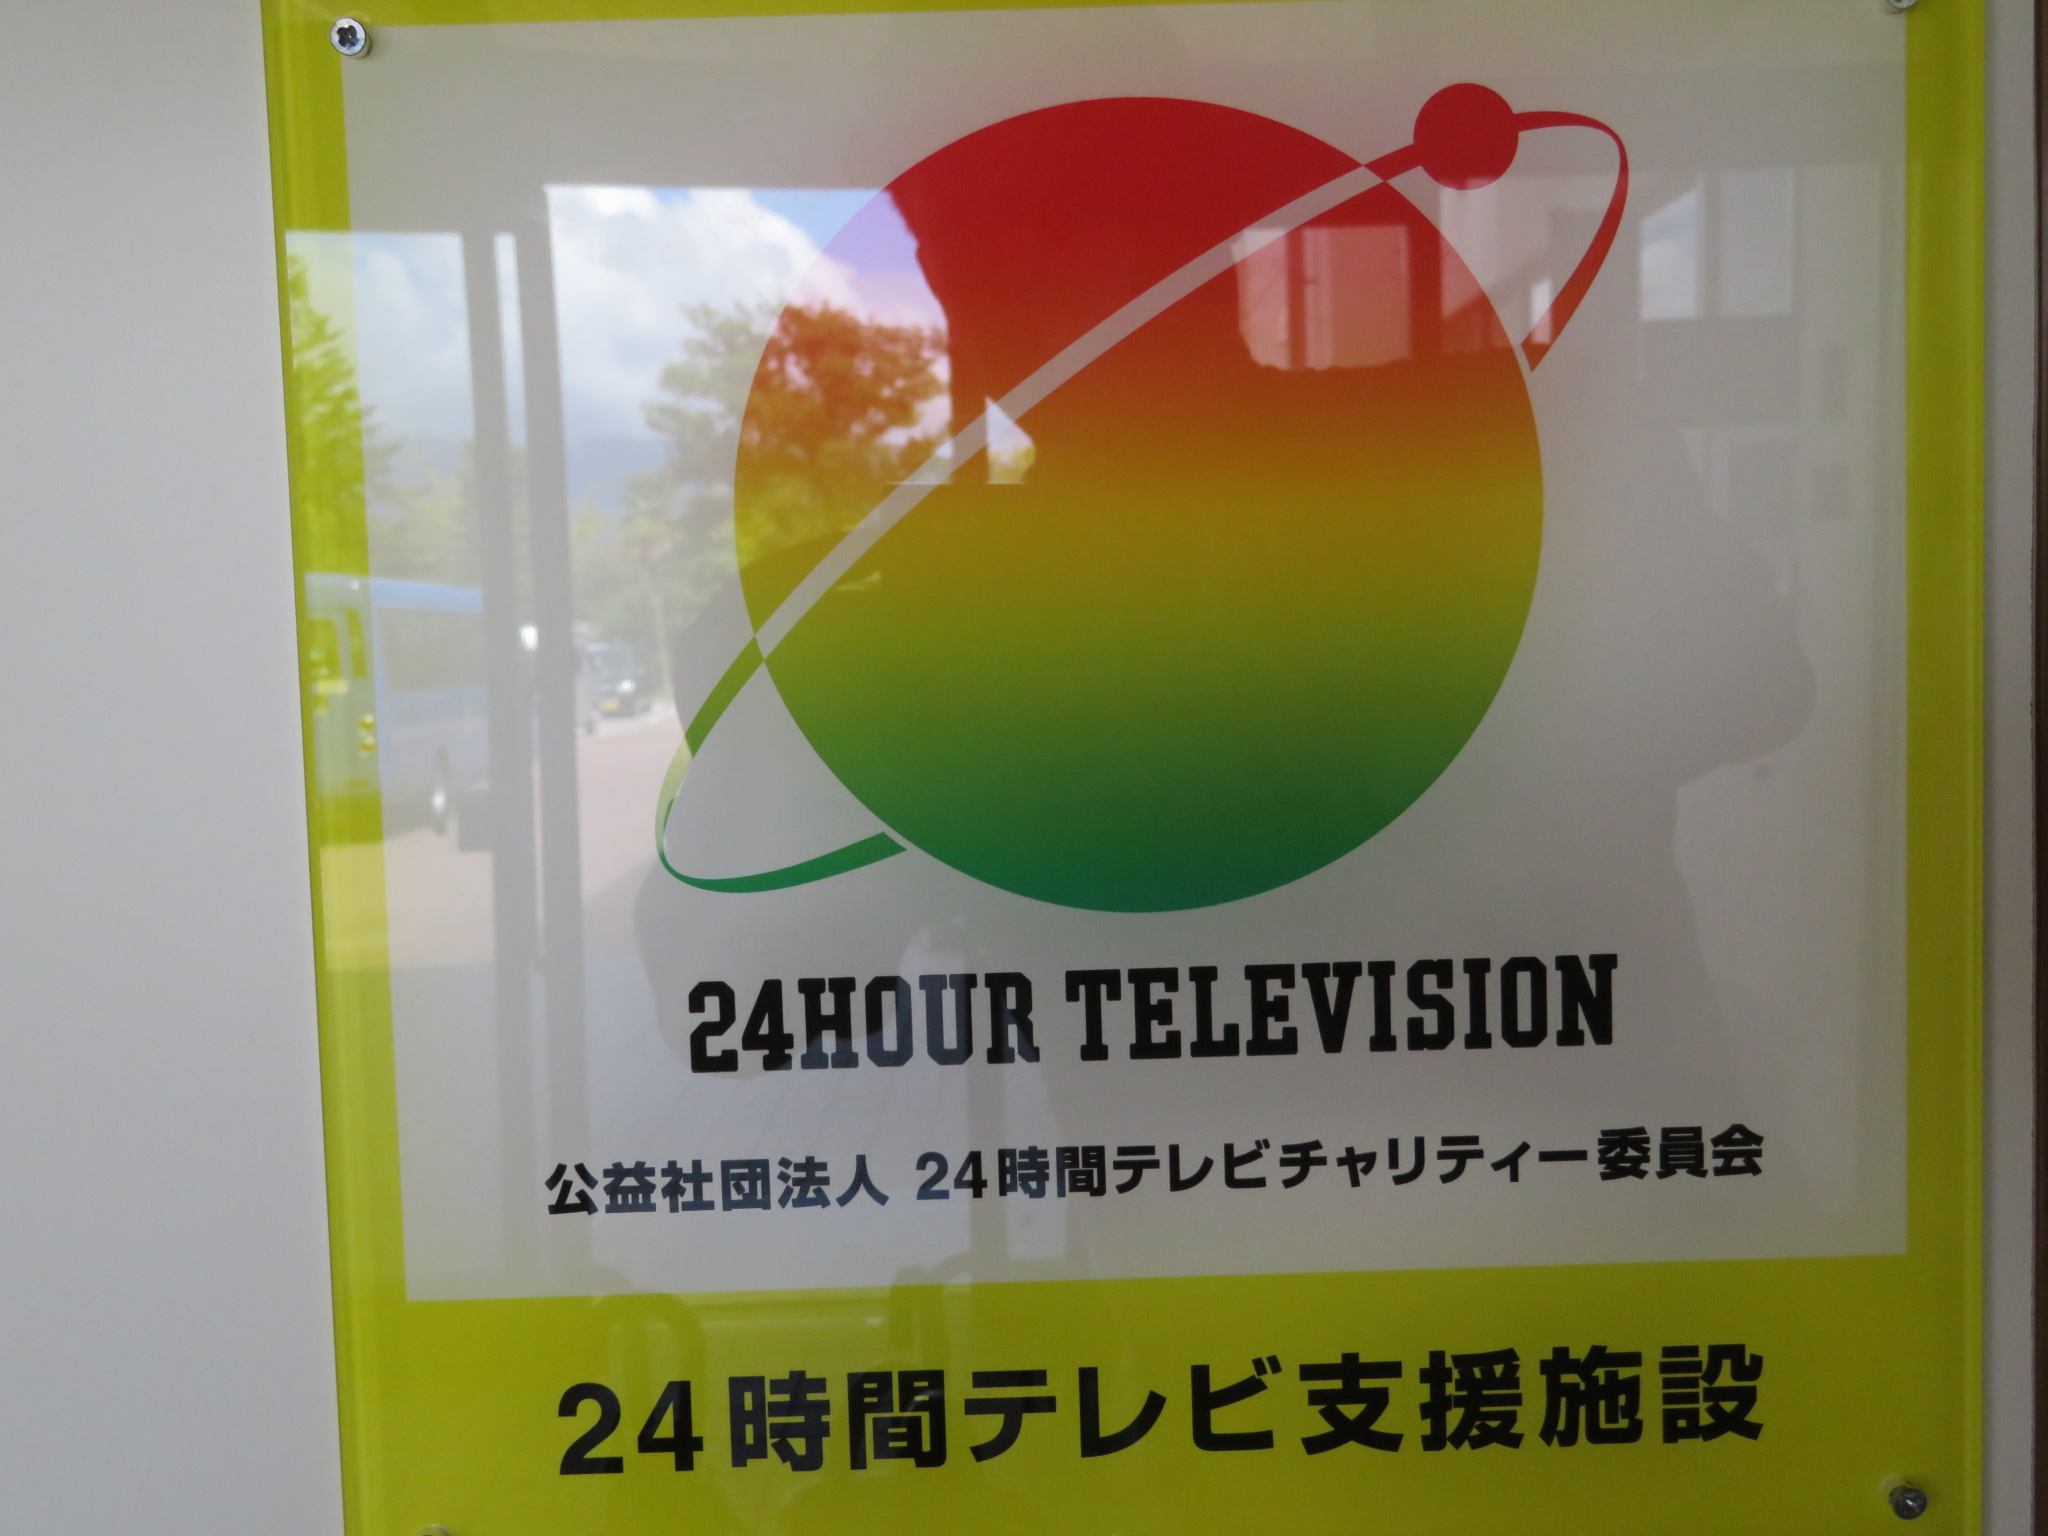 24HOUR TELEVISION
公益社団法人 24時間テレビチャリティー委員会
24時間テレビ支援施設